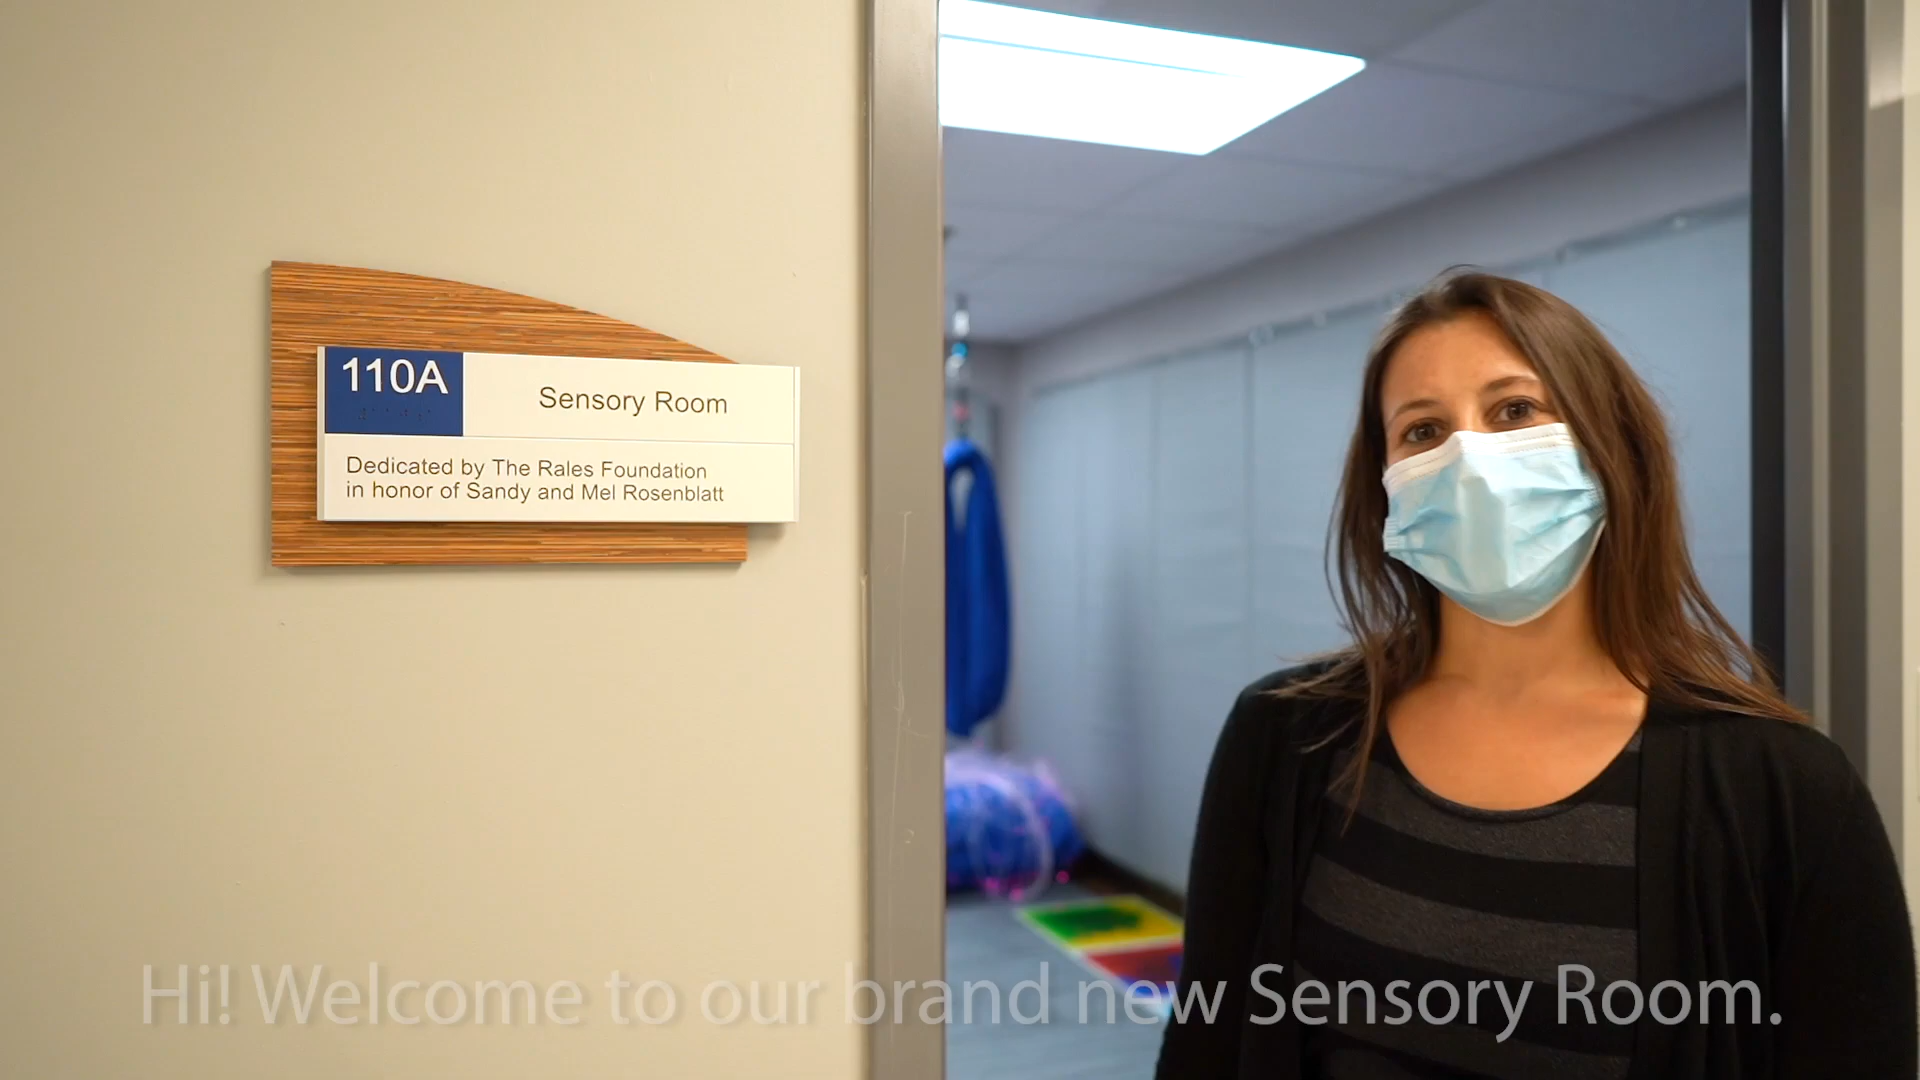 110A
Sensory Room
Dedicated by The Rales Foundation
in honor of Sandy and Mel Rosenblatt
Hi! Welcome to our brand new Sensory Room.